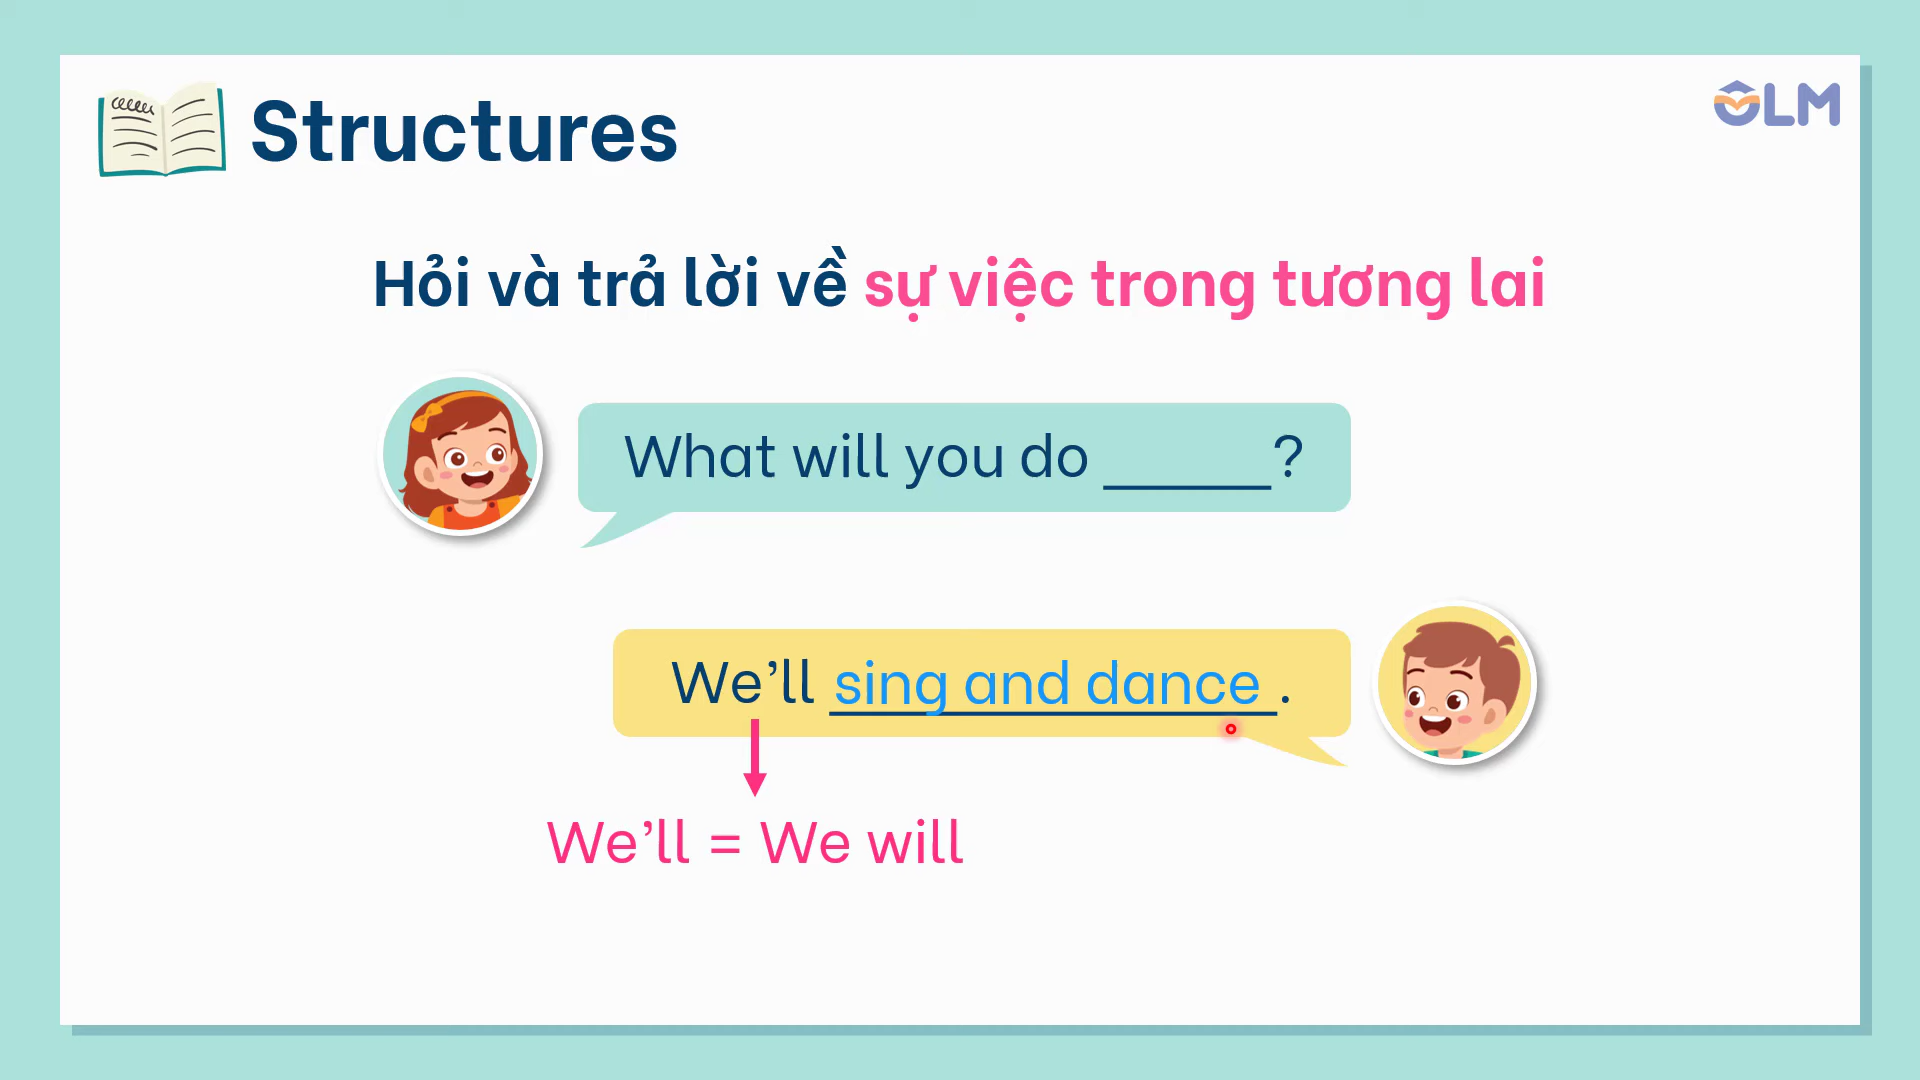 Structures
OLM
Hỏi và trả lời về sự việc trong tương lai
What will you do ______?
We’ll sing and dance .
We’ll = We will